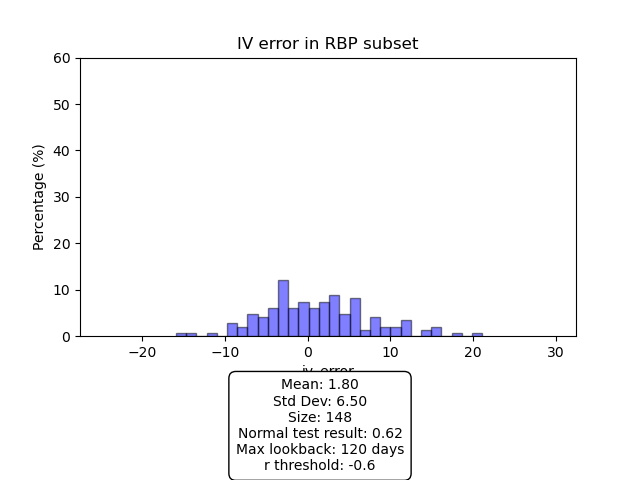 IV error in RBP subset
60
50
40
30
20
10
0
Percentage (%)
−20 −10 0 10 20 30
iv_error
Mean: 1.80
Std Dev: 6.50
Size: 148
Normal test result: 0.62
Max lookback: 120 days
r threshold: -0.6